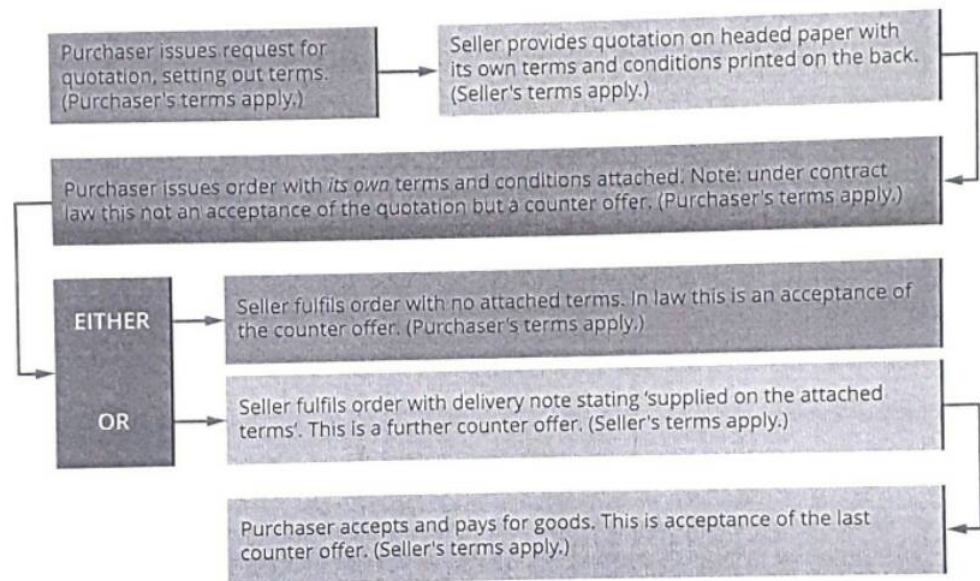 Purchaser issues request for
quotation, setting out terms.
(Purchaser's terms apply.)
Seller provides quotation on headed paper with
its own terms and conditions printed on the back.
(Seller's terms apply.)
Purchaser issues order with its own terms and conditions attached. Note: under contract
law this not an acceptance of the quotation but a counter offer. (Purchaser's terms apply.)
EITHER
Seller fulfils order with no attached terms. In law this is an acceptance of
the counter offer. (Purchaser's terms apply.)
OR
Seller fulfils order with delivery note stating ‘supplied on the attached
terms’. This is a further counter offer. (Seller's terms apply.)
Purchaser accepts and pays for goods. This is acceptance of the last
counter offer. (Seller's terms apply.)